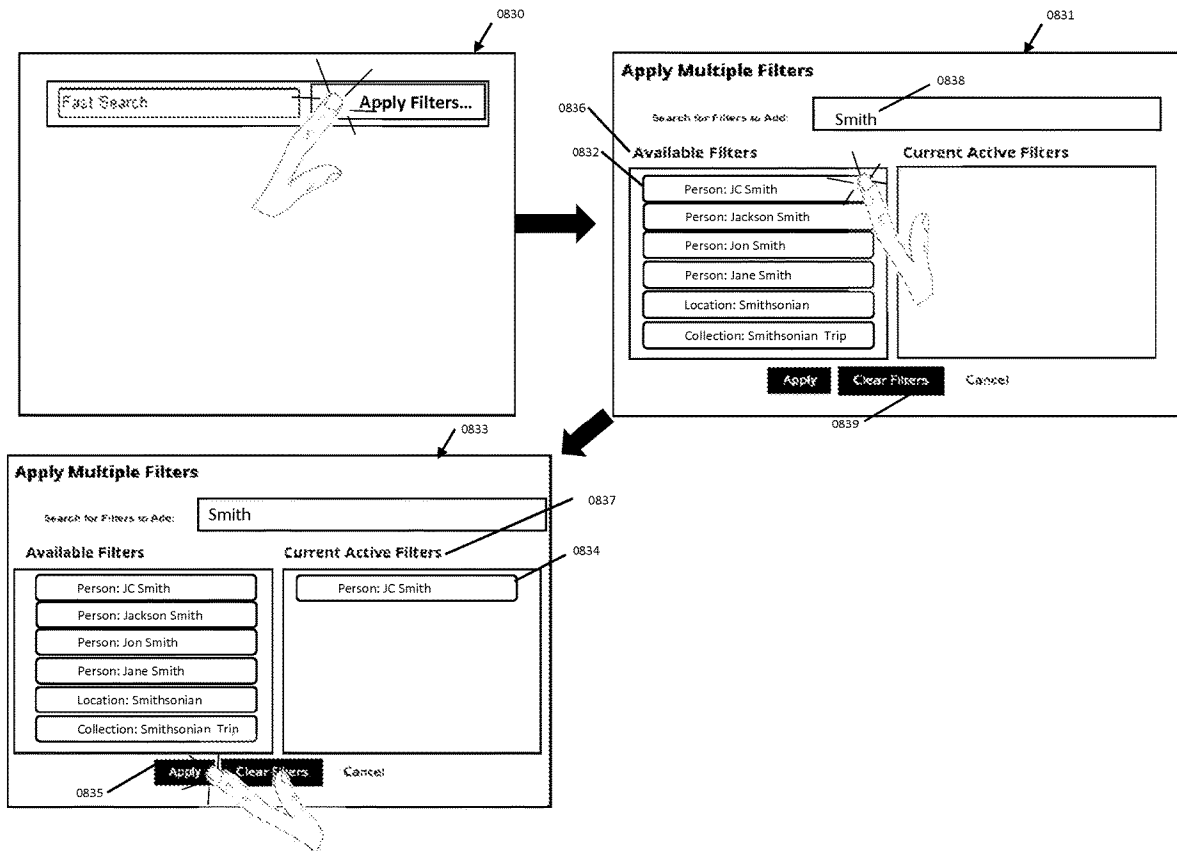 0830
Fast Search
Apply Filters...
0831
Apply Multiple Filters
0838
Search for Filters to Add:
Smith
0836
Available Filters
Current Active Filters
0832
Person: JC Smith
Person: Jackson Smith
Person: Jon Smith
Person: Jane Smith
Location: Smithsonian
Collection: Smithsonian Trip
Apply
Clear Filters
Cancel
0839
0833
Apply Multiple Filters
0837
Search for Filters to Add:
Smith
Available Filters
Current Active Filters
0834
Person: JC Smith
Person: Jackson Smith
Person: Jon Smith
Person: Jane Smith
Location: Smithsonian
Collection: Smithsonian Trip
Person: JC Smith
Apply
Clear Filters
Cancel
0835